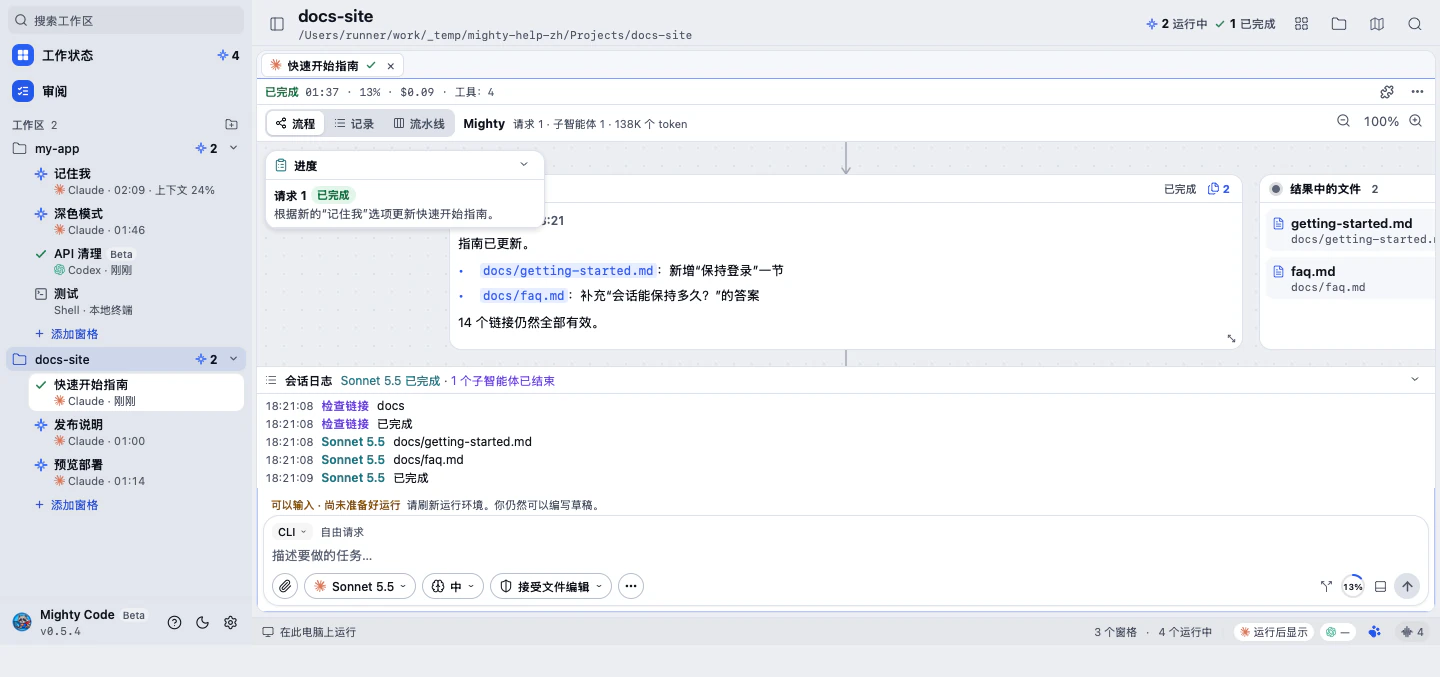 搜索工作区
工作状态 4
审阅
工作区 2
my-app 2
记住我
Claude · 02:09 · 上下文 24%
深色模式
Claude · 01:46
API 清理 Beta
Codex · 刚刚
测试
Shell · 本地终端
+ 添加窗格
docs-site 2
快速开始指南
Claude · 刚刚
发布说明
Claude · 01:00
预览部署
Claude · 01:14
+ 添加窗格
Mighty Code Beta
v0.5.4
docs-site
/Users/runner/work/_temp/mighty-help-zh/Projects/docs-site
2 运行中 1 已完成
快速开始指南
已完成 01:37 · 13% · $0.09 · 工具: 4
流程 记录 流水线 Mighty 请求 1 · 子智能体 1 · 138K 个 token
100%
进度
请求 1 已完成
根据新的“记住我”选项更新快速开始指南。
已完成 2
:21
指南已更新。
• docs/getting-started.md: 新增“保持登录”一节
• docs/faq.md: 补充“会话能保持多久？”的答案
14 个链接仍然全部有效。
结果中的文件 2
getting-started.md
docs/getting-started.
faq.md
docs/faq.md
会话日志 Sonnet 5.5 已完成 · 1 个子智能体已结束
18:21:08 检查链接 docs
18:21:08 检查链接 已完成
18:21:08 Sonnet 5.5 docs/getting-started.md
18:21:08 Sonnet 5.5 docs/faq.md
18:21:09 Sonnet 5.5 已完成
可以输入 · 尚未准备好运行 请刷新运行环境。你仍然可以编写草稿。
CLI 自由请求
描述要做的任务...
Sonnet 5.5 中 接受文件编辑
13%
在此电脑上运行
3 个窗格 · 4 个运行中 运行后显示 — 4